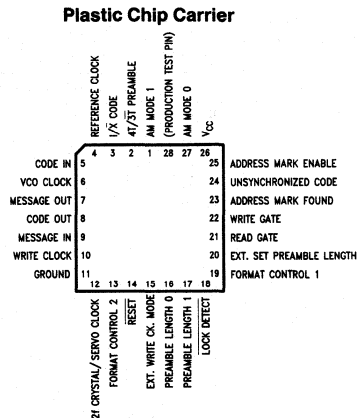 Plastic Chip Carrier
REFERENCE CLOCK
1/X̅ CODE
4T/3̅T̅ PREAMBLE
AM MODE 1
(PRODUCTION TEST PIN)
AM MODE 0
VCC
4 3 2 1 28 27 26
CODE IN 5
VCO CLOCK 6
MESSAGE OUT 7
CODE OUT 8
MESSAGE IN 9
WRITE CLOCK 10
GROUND 11
25 ADDRESS MARK ENABLE
24 UNSYNCHRONIZED CODE
23 ADDRESS MARK FOUND
22 WRITE GATE
21 READ GATE
20 EXT. SET PREAMBLE LENGTH
19 FORMAT CONTROL 1
12 13 14 15 16 17 18
2f CRYSTAL/SERVO CLOCK
FORMAT CONTROL 2
RESET
EXT. WRITE CK. MODE
PREAMBLE LENGTH 0
PREAMBLE LENGTH 1
LOCK DETECT